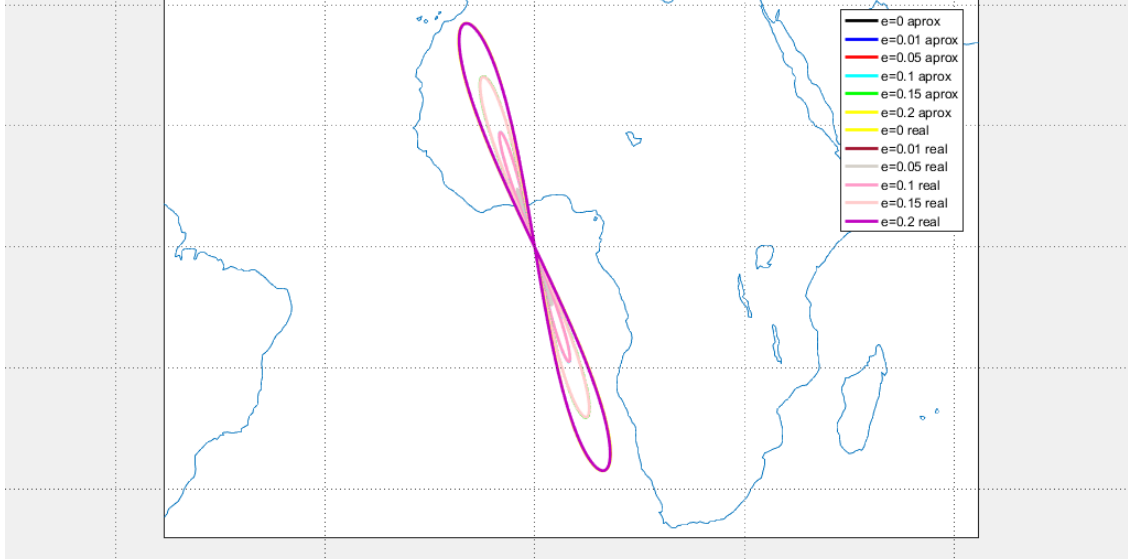 e=0 aprox
e=0.01 aprox
e=0.05 aprox
e=0.1 aprox
e=0.15 aprox
e=0.2 aprox
e=0 real
e=0.01 real
e=0.05 real
e=0.1 real
e=0.15 real
e=0.2 real